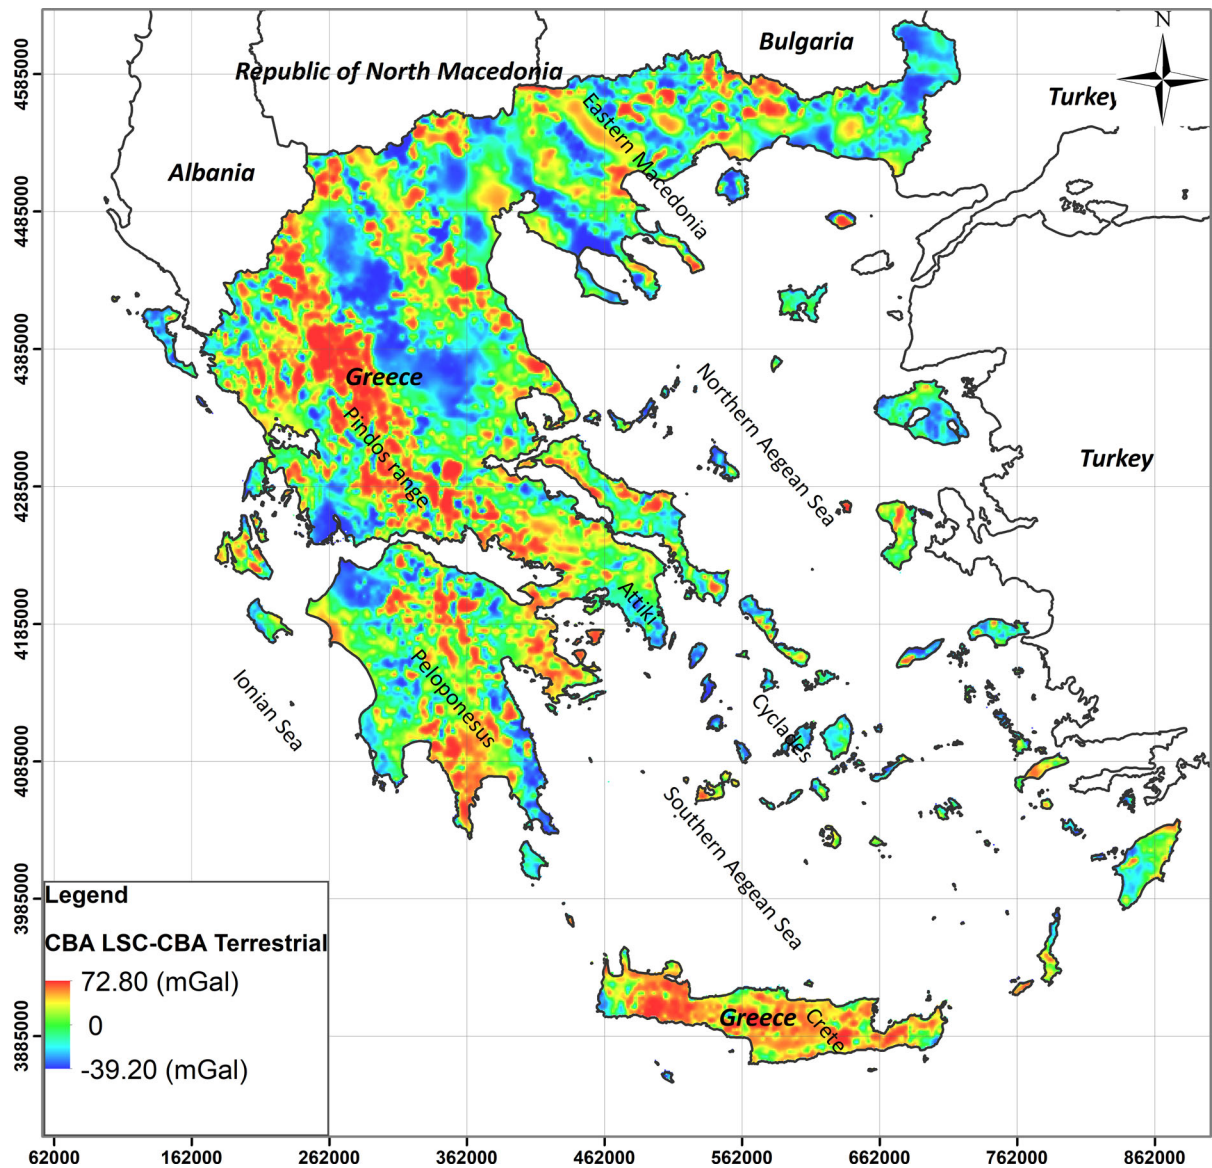 N
Bulgaria
Republic of North Macedonia
Turkey
Albania
Eastern Macedonia
Greece
Pindos range
Northern Aegean Sea
Turkey
Attiki
Peloponesus
Ionian Sea
Cyclades
Southern Aegean Sea
Greece
Crete
Legend
CBA LSC-CBA Terrestrial
72.80 (mGal)
0
-39.20 (mGal)
4585000
4485000
4385000
4285000
4185000
4085000
3985000
3885000
62000 162000 262000 362000 462000 562000 662000 762000 862000